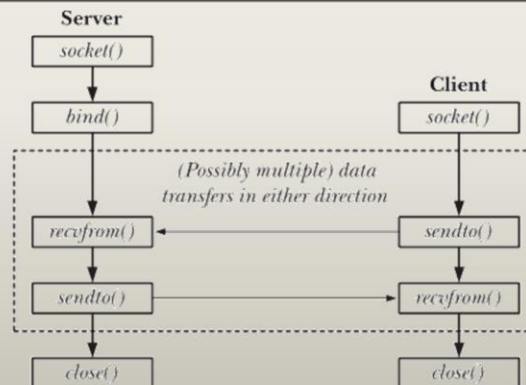 Server
socket()
Client
bind()
socket()
(Possibly multiple) data
transfers in either direction
recvfrom()
sendto()
sendto()
recvfrom()
close()
close()